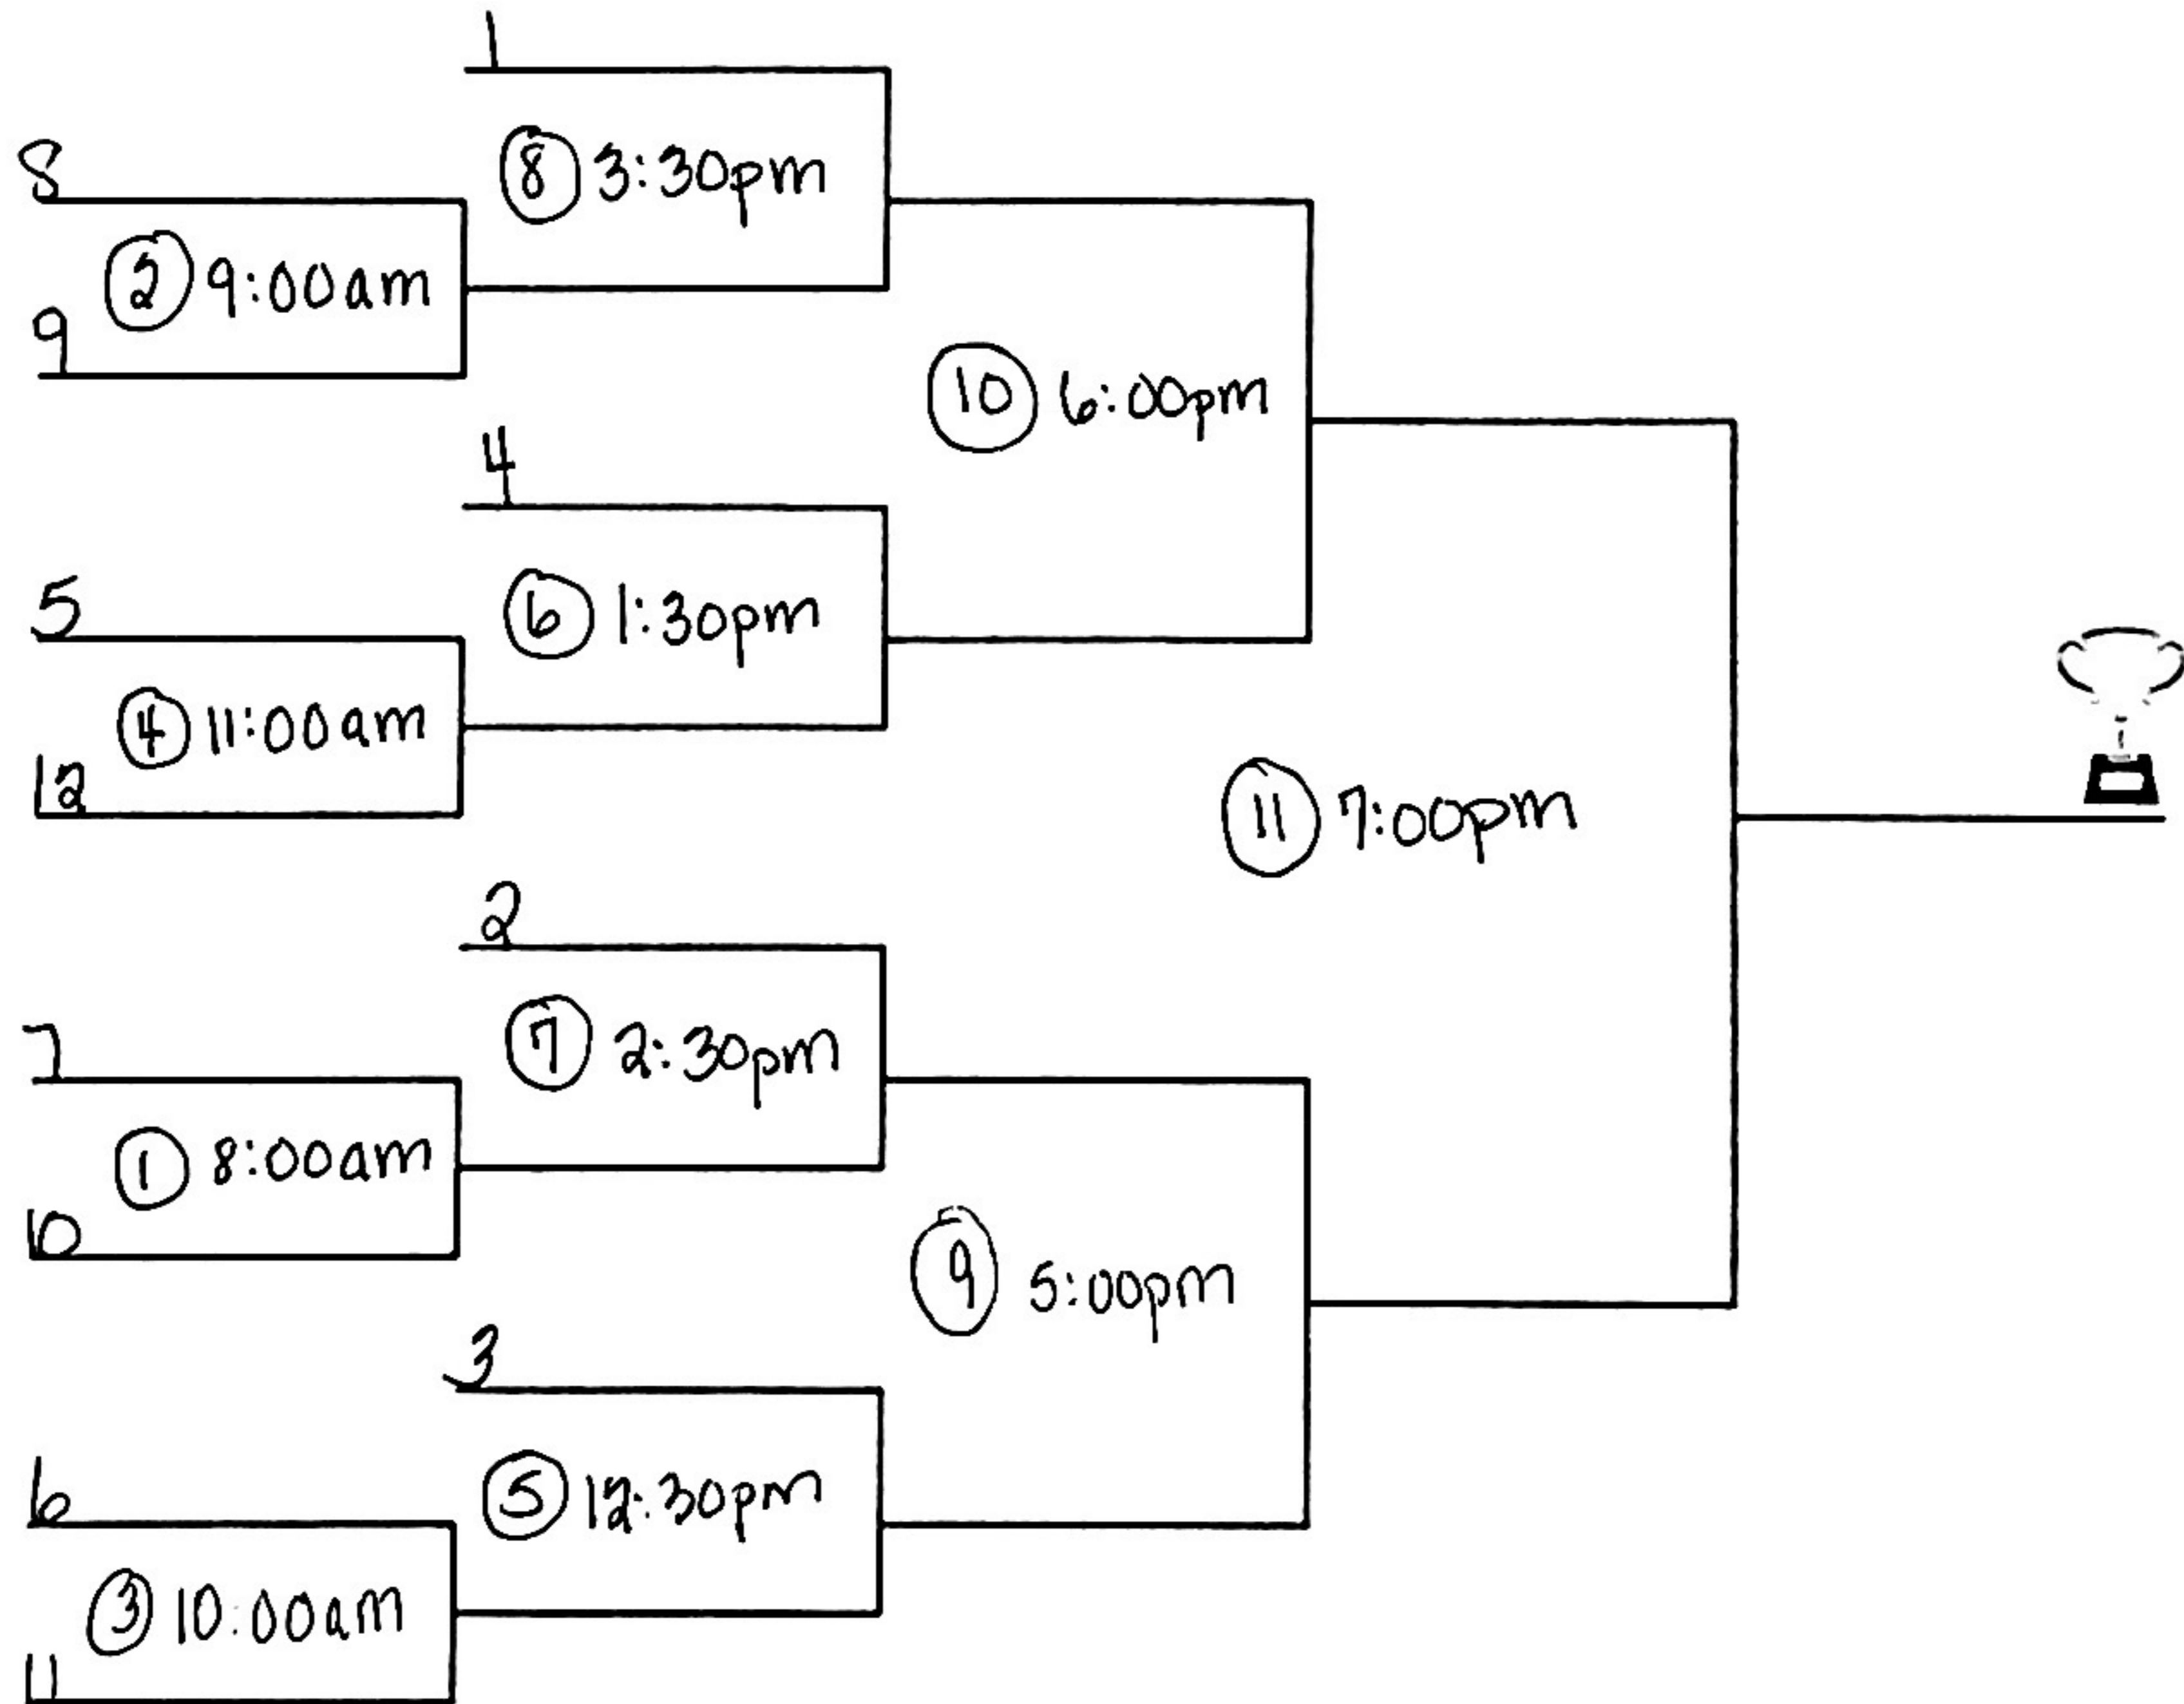 1
8
⑧ 3:30pm
② 9:00am
9
⑩ 6:00pm
4
5
⑥ 1:30pm
④ 11:00am
12
⑪ 7:00pm
2
7
⑦ 2:30pm
① 8:00am
10
⑨ 5:00pm
3
6
⑤ 12:30pm
③ 10:00am
11